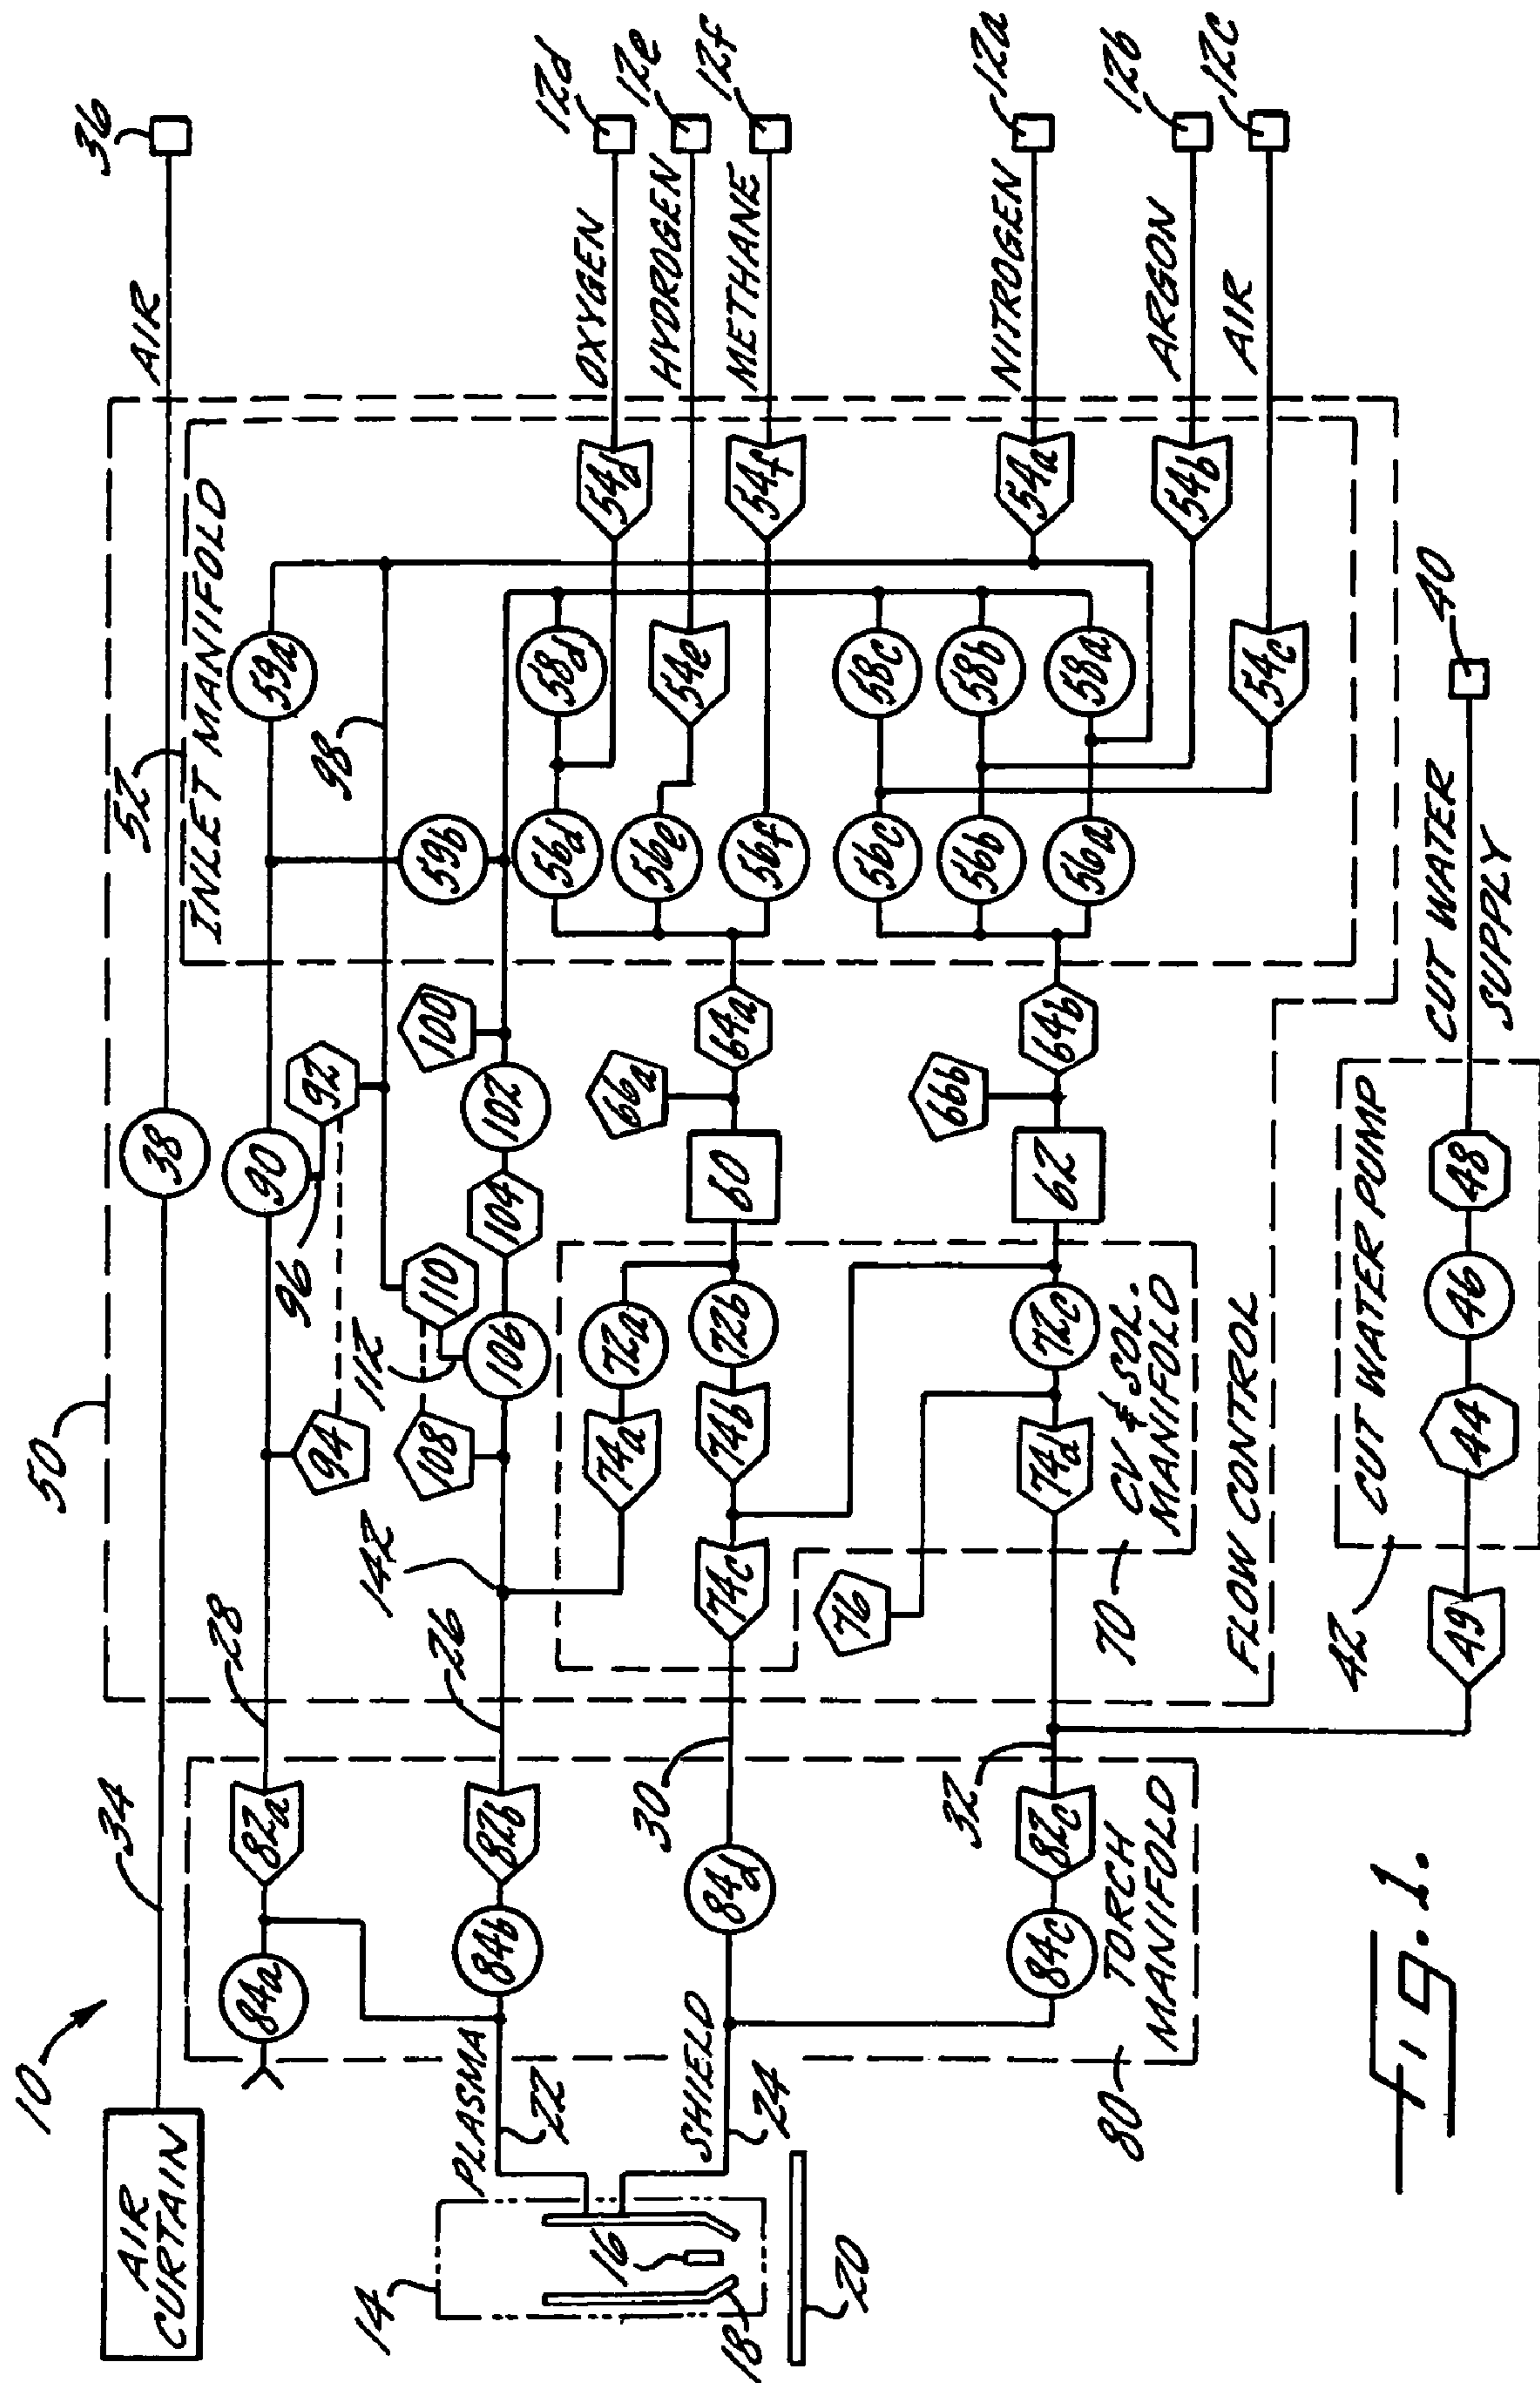 10
AIR
CURTAIN
34
28
50
AIR
36
38
52
INLET MANIFOLD
84a
82a
94
90
96
92
59a
98
59b
PLASMA
22
84b
82b
26
142
108
112
110
106
104
102
100
58d
56d
54d
OXYGEN
12d
56e
54e
HYDROGEN
12e
56f
54f
METHANE
12f
14
16
18
20
SHIELD
24
84d
30
74c
74a
72a
74b
72b
60
66a
64a
76
74d
72c
62
66b
64b
56c
58c
56b
58b
56a
58a
54a
NITROGEN
12a
54b
ARGON
12b
54c
AIR
12c
80
TORCH
MANIFOLD
84c
82c
32
70
CV & SOL.
MANIFOLD
FLOW CONTROL
42
49
CUT WATER PUMP
44
46
48
CUT WATER
SUPPLY
40
Fig. 1.